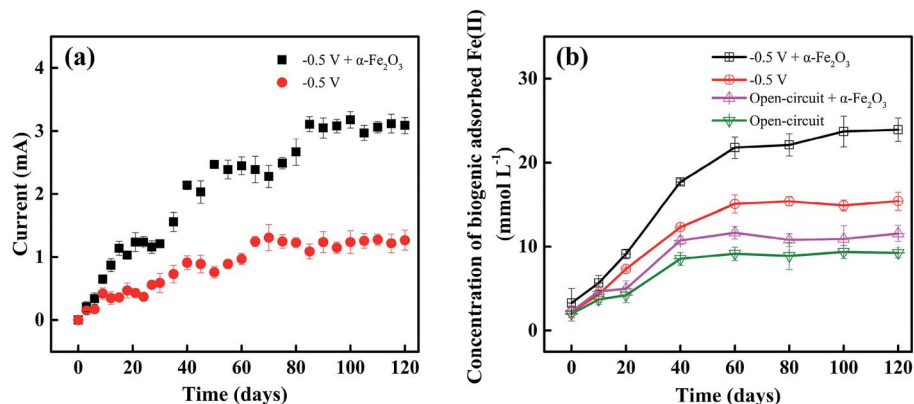 (a)
-0.5 V + α-Fe₂O₃
-0.5 V
Current (mA)
4
3
2
1
0
0 20 40 60 80 100 120
Time (days)
(b)
-0.5 V + α-Fe₂O₃
-0.5 V
Open-circuit + α-Fe₂O₃
Open-circuit
Concentration of biogenic adsorbed Fe(II)
(mmol L⁻¹)
30
20
10
0
0 20 40 60 80 100 120
Time (days)